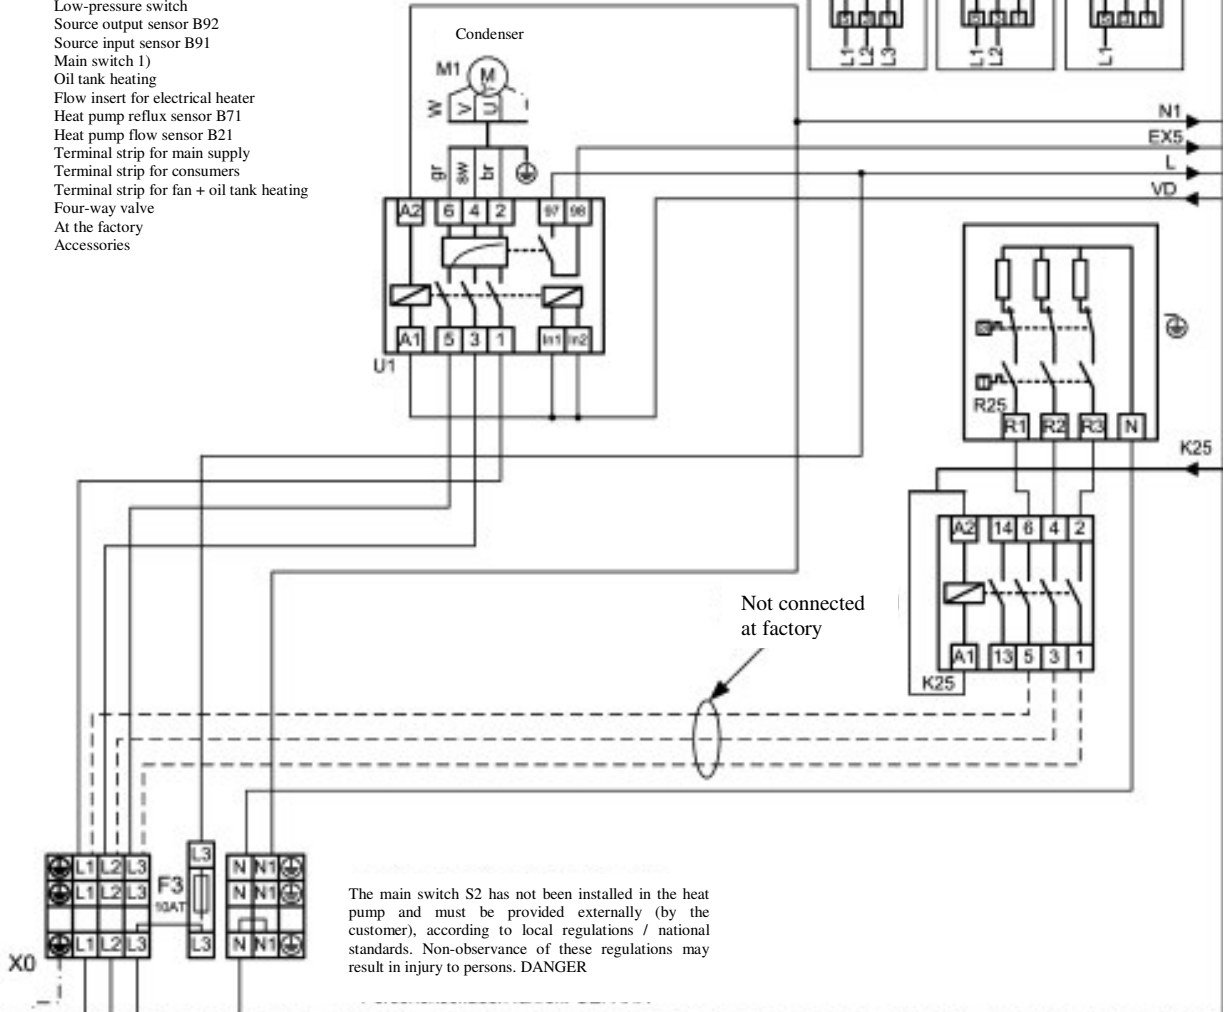 Low-pressure switch
Source output sensor B92
Source input sensor B91
Main switch 1)
Oil tank heating
Flow insert for electrical heater
Heat pump reflux sensor B71
Heat pump flow sensor B21
Terminal strip for main supply
Terminal strip for consumers
Terminal strip for fan + oil tank heating
Four-way valve
At the factory
Accessories
Condenser
M1
M
W V U
gr sw br
A2 6 4 2 97 98
A1 5 3 1 In1 In2
U1
L1 L2 L3
L1 L2
L1
N1
EX5
L
VD
R25
R1 R2 R3 N
K25
A2 14 6 4 2
A1 13 5 3 1
K25
Not connected
at factory
L1 L2 L3
L1 L2 L3
L1 L2 L3
X0
F3
10AT
L3
L3
N N1
N N1
N N1
The main switch S2 has not been installed in the heat
pump and must be provided externally (by the
customer), according to local regulations / national
standards. Non-observance of these regulations may
result in injury to persons. DANGER